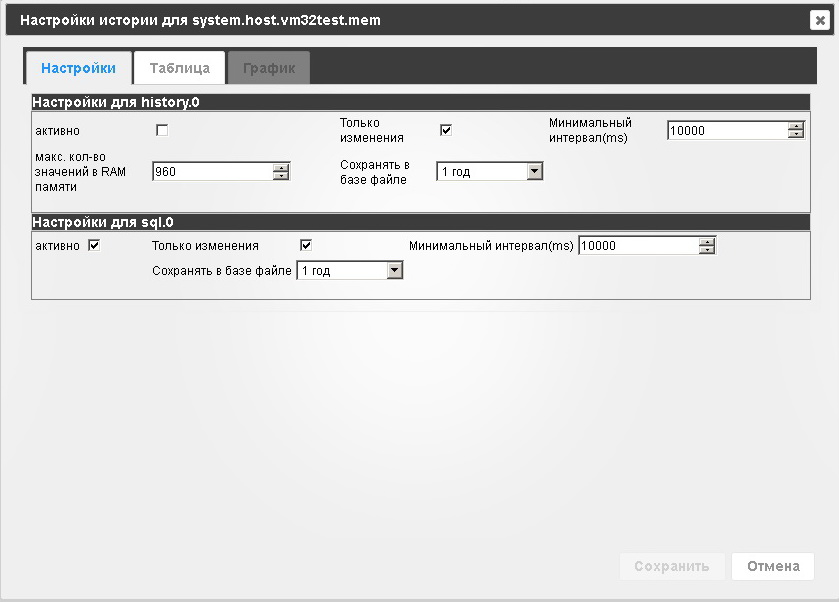 Настройки истории для system.host.vm32test.mem
Настройки Таблица График
Настройки для history.0
активно Только изменения Минимальный интервал(ms) 10000
макс. кол-во значений в RAM памяти 960 Сохранять в базе файле 1 год
Настройки для sql.0
активно Только изменения Минимальный интервал(ms) 10000
Сохранять в базе файле 1 год
Сохранить Отмена